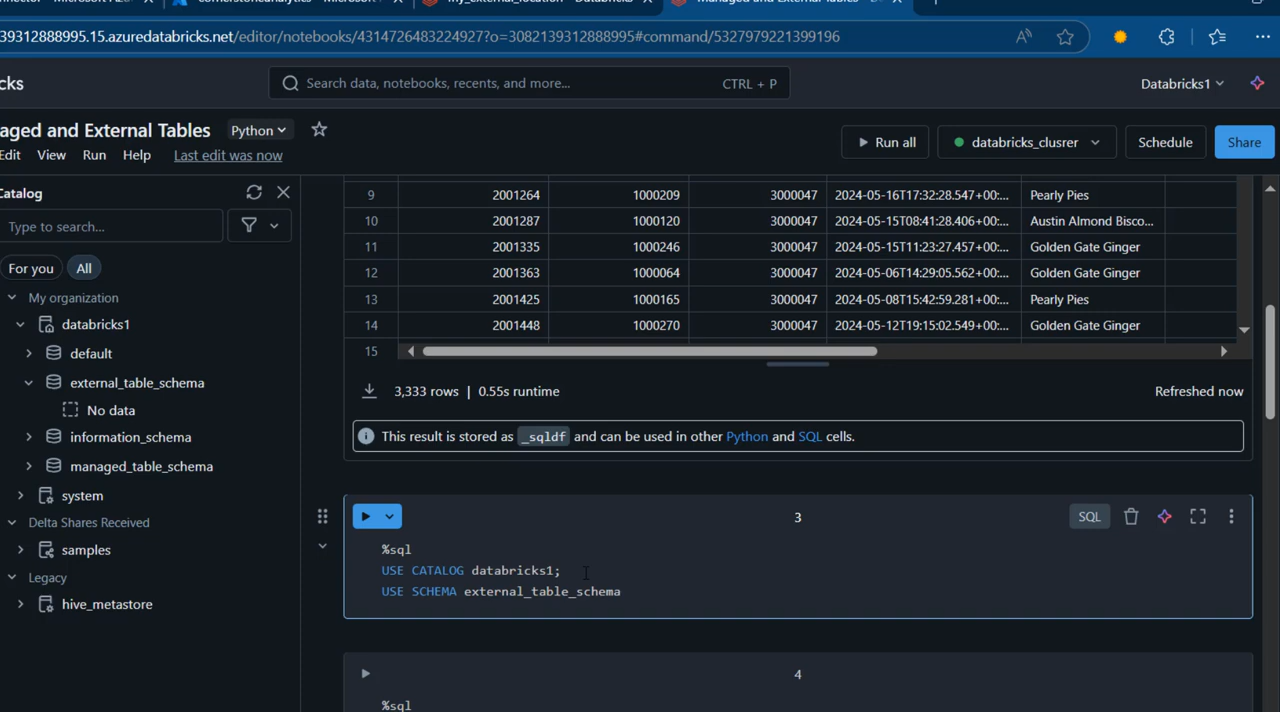 cornerstoneanalytics - Microsoft
my_external_location - Databricks
Managed and External Tables
39312888995.15.azuredatabricks.net/editor/notebooks/4314726483224927?o=3082139312888995#command/5327979221399196
cks
Search data, notebooks, recents, and more...
CTRL + P
Databricks1
aged and External Tables
Python
Edit View Run Help Last edit was now
Run all
databricks_clusrer
Schedule
Share
Catalog
Type to search...
For you
All
My organization
databricks1
default
external_table_schema
No data
information_schema
managed_table_schema
system
Delta Shares Received
samples
Legacy
hive_metastore
9 2001264 1000209 3000047 2024-05-16T17:32:28.547+00:... Pearly Pies
10 2001287 1000120 3000047 2024-05-15T08:41:28.406+00:... Austin Almond Bisco...
11 2001335 1000246 3000047 2024-05-15T11:23:27.457+00:... Golden Gate Ginger
12 2001363 1000064 3000047 2024-05-06T14:29:05.562+00:... Golden Gate Ginger
13 2001425 1000165 3000047 2024-05-08T15:42:59.281+00:... Pearly Pies
14 2001448 1000270 3000047 2024-05-12T19:15:02.549+00:... Golden Gate Ginger
15
3,333 rows | 0.55s runtime
Refreshed now
This result is stored as _sqldf and can be used in other Python and SQL cells.
3
SQL
%sql
USE CATALOG databricks1;
USE SCHEMA external_table_schema
4
%sql